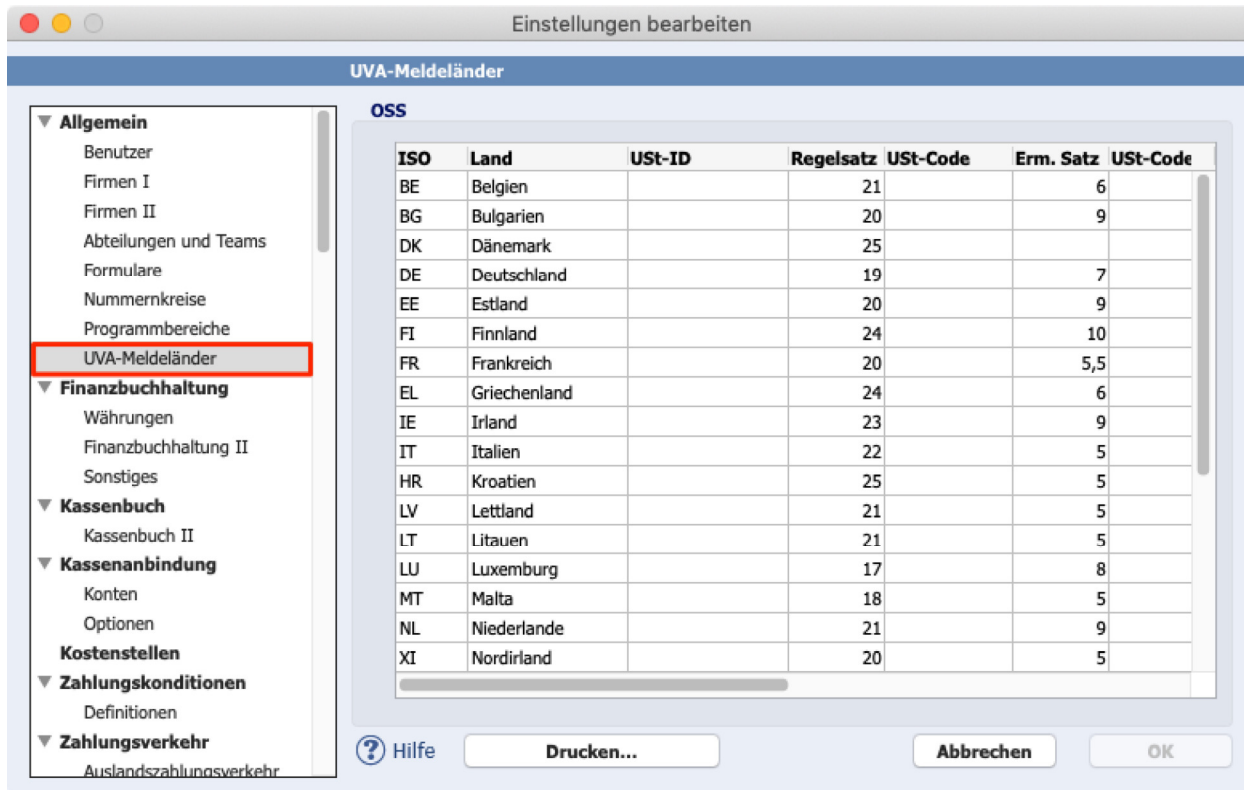 Einstellungen bearbeiten
UVA-Meldeländer
Allgemein
Benutzer
Firmen I
Firmen II
Abteilungen und Teams
Formulare
Nummernkreise
Programmbereiche
UVA-Meldeländer
Finanzbuchhaltung
Währungen
Finanzbuchhaltung II
Sonstiges
Kassenbuch
Kassenbuch II
Kassenanbindung
Konten
Optionen
Kostenstellen
Zahlungskonditionen
Definitionen
Zahlungsverkehr
Auslandszahlungsverkehr
OSS
ISO Land USt-ID Regelsatz USt-Code Erm. Satz USt-Code
BE Belgien 21 6
BG Bulgarien 20 9
DK Dänemark 25
DE Deutschland 19 7
EE Estland 20 9
FI Finnland 24 10
FR Frankreich 20 5,5
EL Griechenland 24 6
IE Irland 23 9
IT Italien 22 5
HR Kroatien 25 5
LV Lettland 21 5
LT Litauen 21 5
LU Luxemburg 17 8
MT Malta 18 5
NL Niederlande 21 9
XI Nordirland 20 5
? Hilfe Drucken... Abbrechen OK